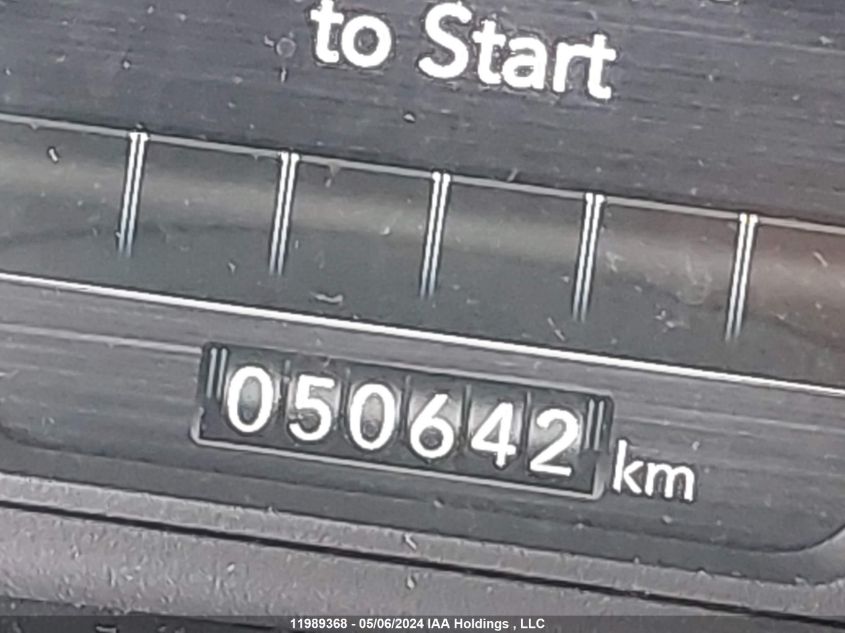 to Start
050642 km
11989368 - 05/06/2024 IAA Holdings , LLC